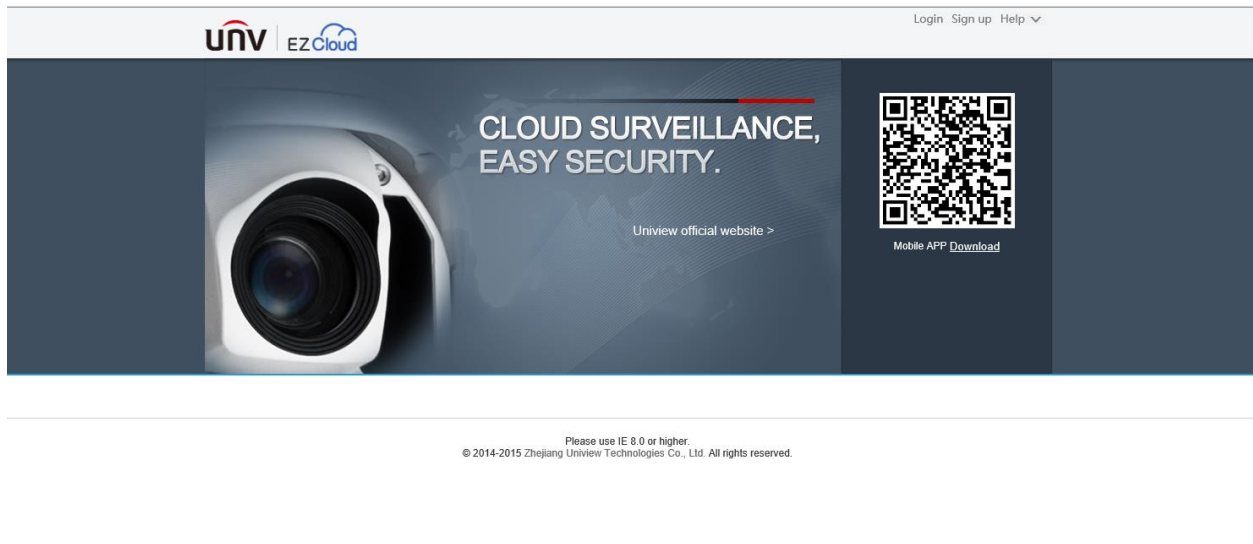 unv EZCloud
Login Sign up Help
CLOUD SURVEILLANCE,
EASY SECURITY.
Uniview official website >
Mobile APP Download
Please use IE 8.0 or higher.
© 2014-2015 Zhejiang Uniview Technologies Co., Ltd. All rights reserved.